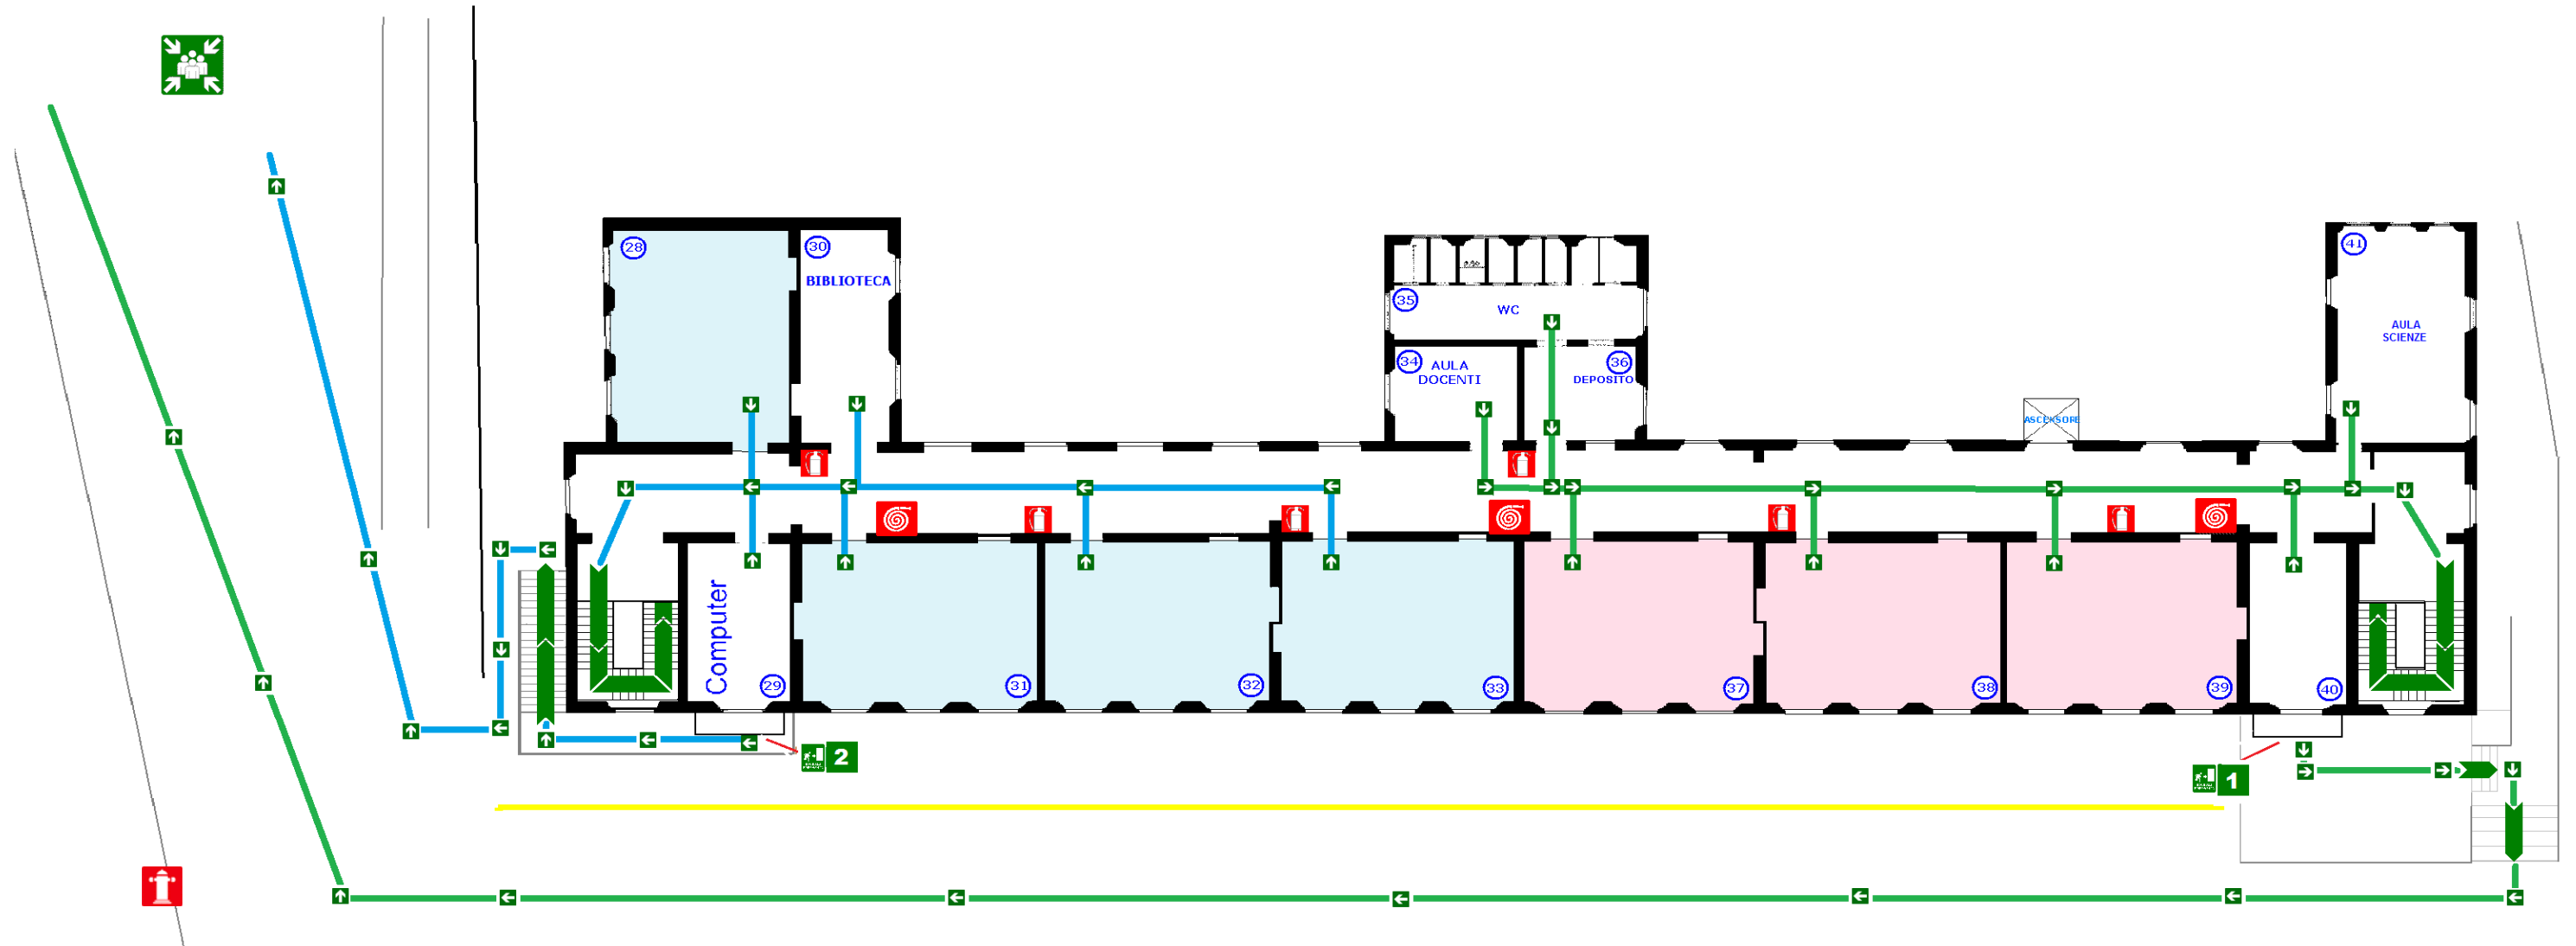 28
30
BIBLIOTECA
41
35
WC
AULA
SCIENZE
34
AULA
DOCENTI
36
DEPOSITO
ASCENSORE
Computer
29
31
32
33
37
38
39
40
2
1